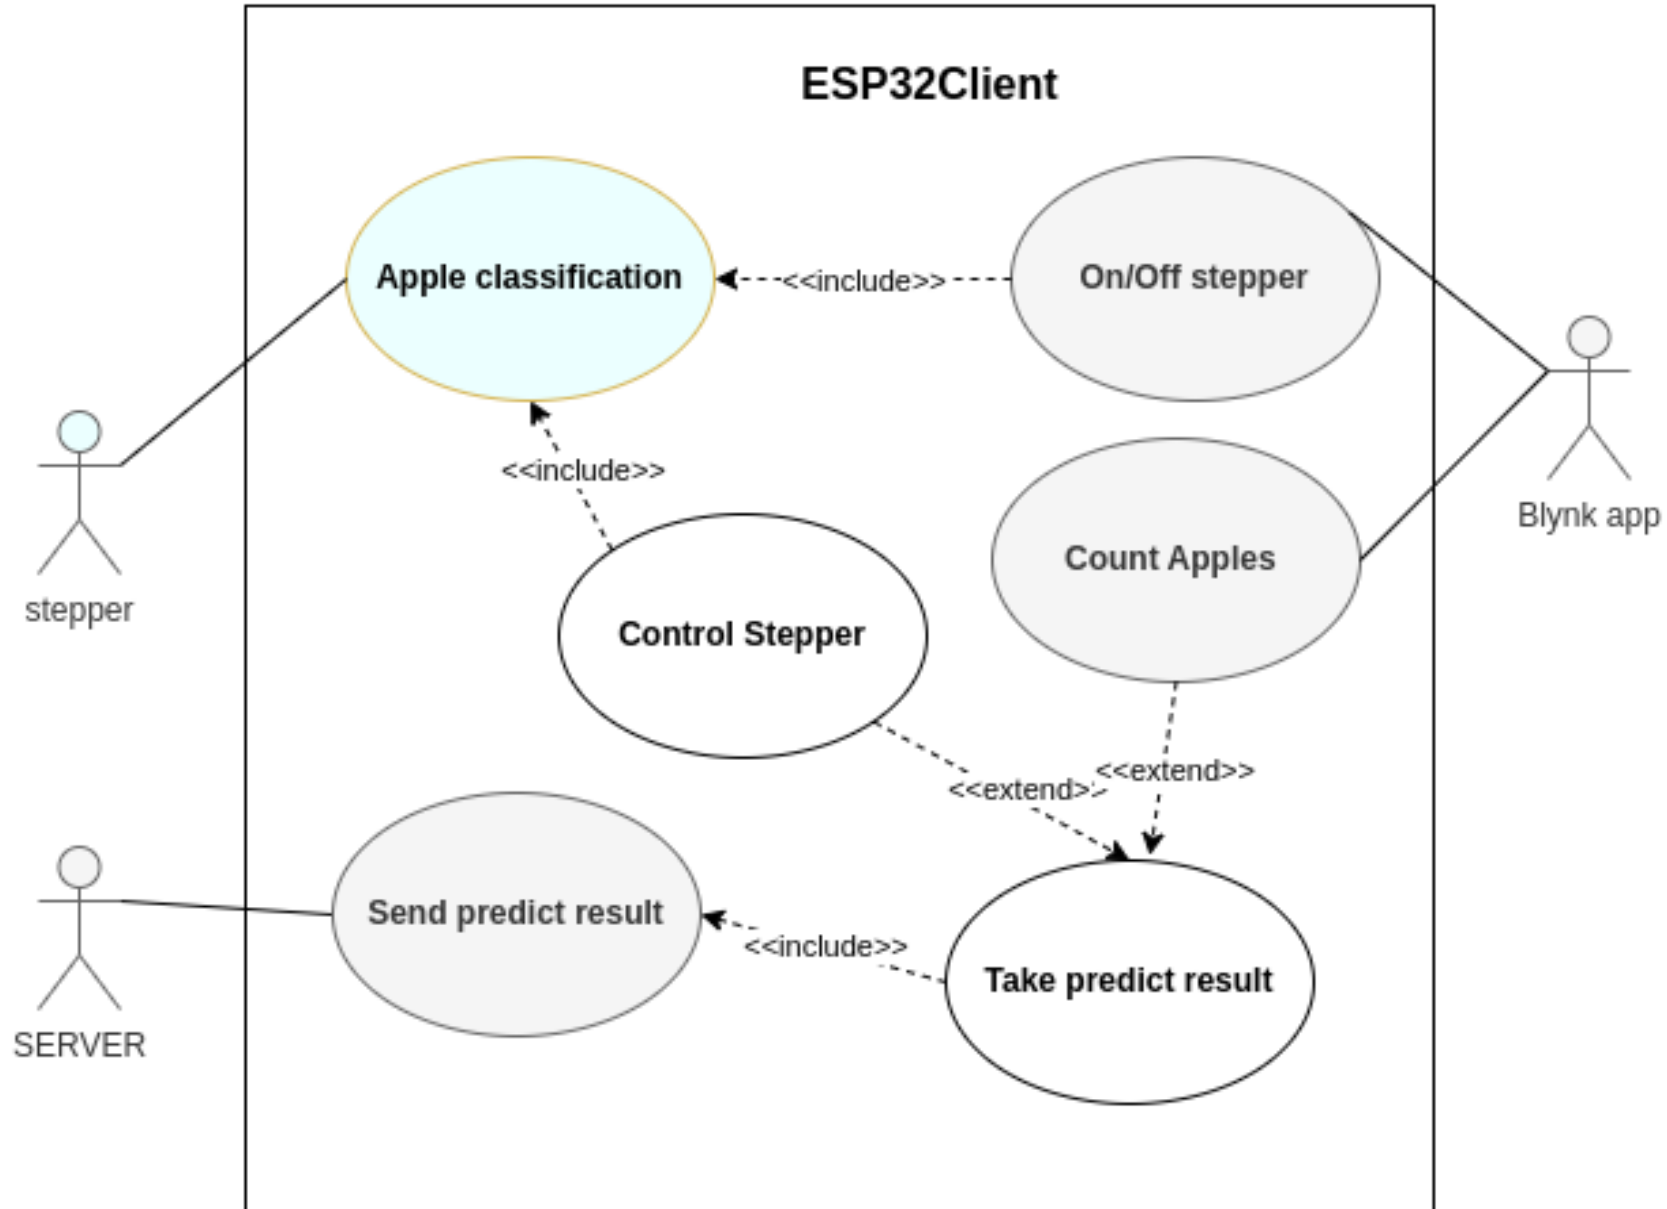 ESP32Client
Apple classification
<<include>>
On/Off stepper
Blynk app
<<include>>
stepper
Count Apples
Control Stepper
<<extend>>
<<extend>>
Send predict result
<<include>>
Take predict result
SERVER